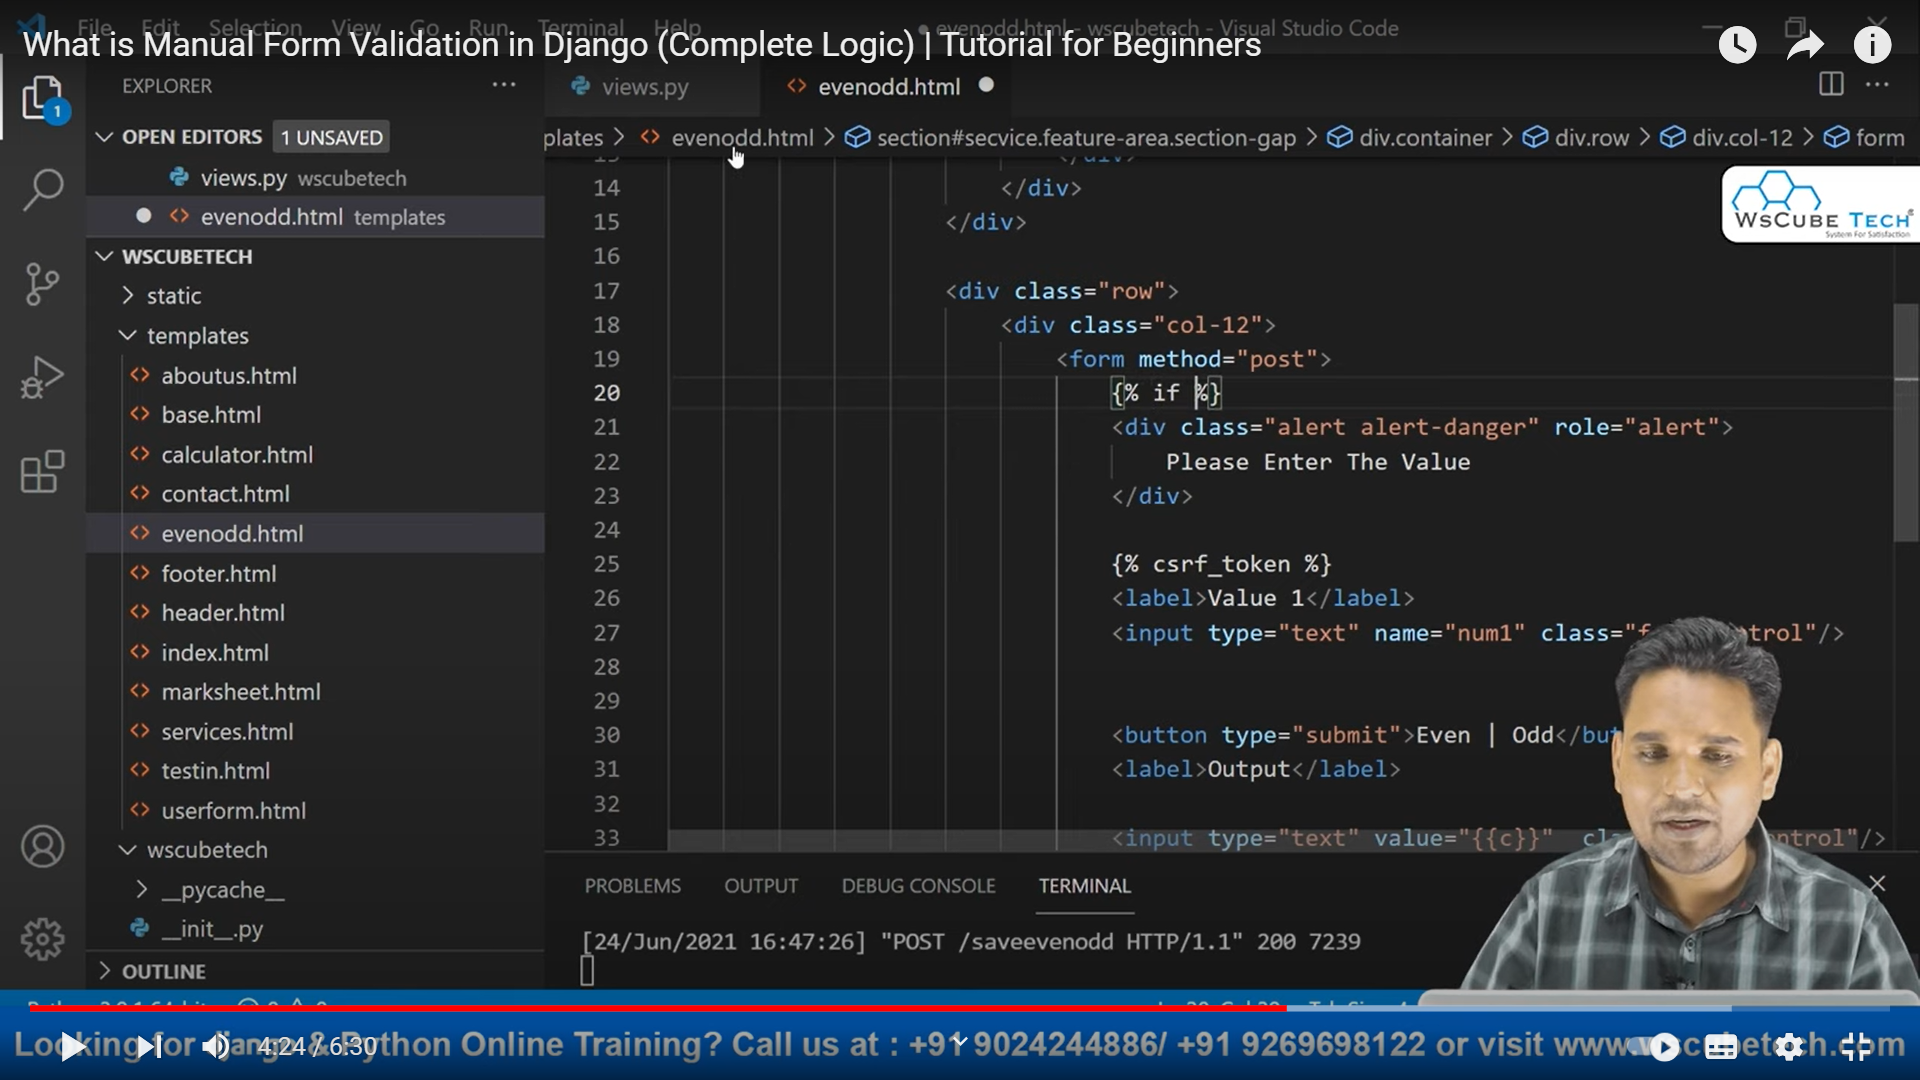 File Edit Selection View Go Run Terminal Help
evenodd.html - wscubetech - Visual Studio Code
What is Manual Form Validation in Django (Complete Logic) | Tutorial for Beginners
EXPLORER
1
OPEN EDITORS 1 UNSAVED
views.py wscubetech
evenodd.html templates
WSCUBETECH
static
templates
aboutus.html
base.html
calculator.html
contact.html
evenodd.html
footer.html
header.html
index.html
marksheet.html
services.html
testin.html
userform.html
wscubetech
__pycache__
__init__.py
OUTLINE
views.py
evenodd.html
plates > evenodd.html > section#secvice.feature-area.section-gap > div.container > div.row > div.col-12 > form
WSCUBE TECH
System For Satisfaction
14 </div>
15 </div>
16
17 <div class="row">
18 <div class="col-12">
19 <form method="post">
20 {% if %}
21 <div class="alert alert-danger" role="alert">
22 Please Enter The Value
23 </div>
24
25 {% csrf_token %}
26 <label>Value 1</label>
27 <input type="text" name="num1" class="f trol"/>
28
29
30 <button type="submit">Even | Odd</but
31 <label>Output</label>
32
33 <input type="text" value="{{c}}" cla ntrol"/>
PROBLEMS OUTPUT DEBUG CONSOLE TERMINAL
[24/Jun/2021 16:47:26] "POST /saveevenodd HTTP/1.1" 200 7239
Looking for django & Python Online Training? Call us at : +91 9024244886/ +91 9269698122 or visit www.wscubetech.com
4:24 / 6:30